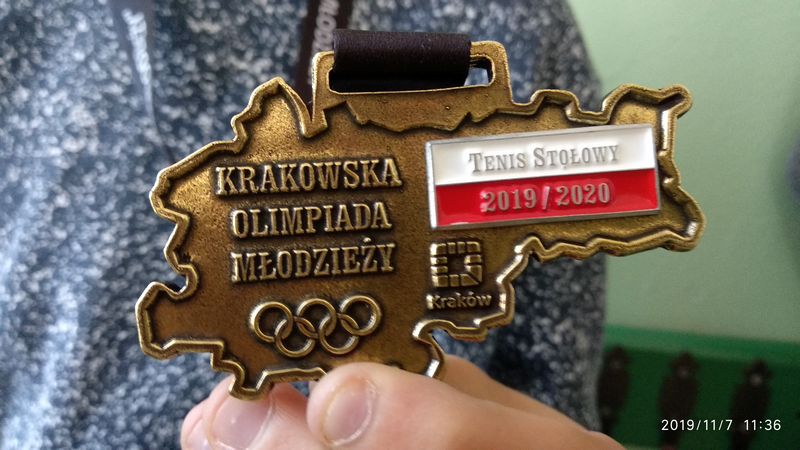 KRAKOWSKA
OLIMPIADA
MŁODZIEŻY
TENIS STOŁOWY
2019/2020
Kraków
2019/11/7 11:36